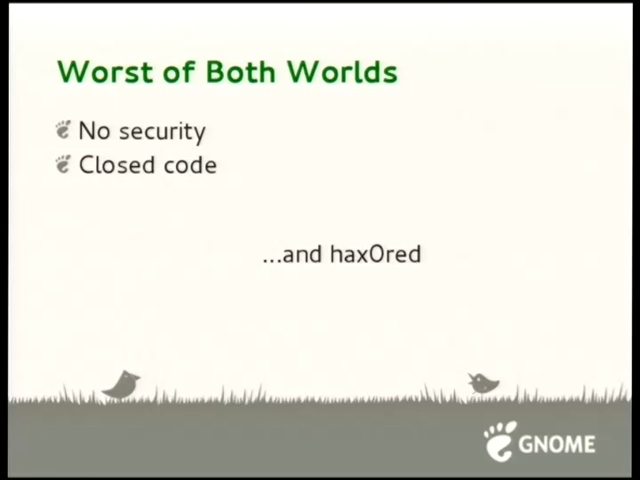 Worst of Both Worlds
No security
Closed code
...and hax0red
GNOME